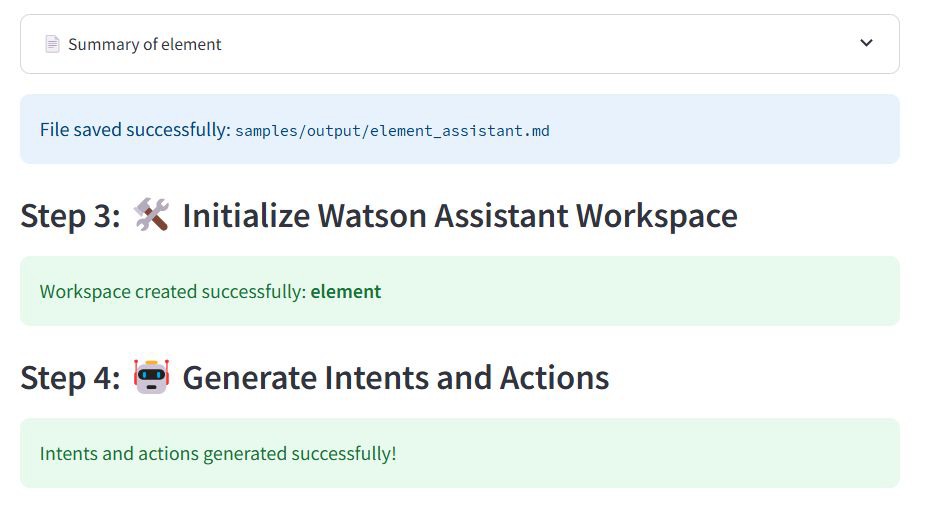 Summary of element
File saved successfully: samples/output/element_assistant.md
Step 3: 🛠️ Initialize Watson Assistant Workspace
Workspace created successfully: element
Step 4: 🤖 Generate Intents and Actions
Intents and actions generated successfully!